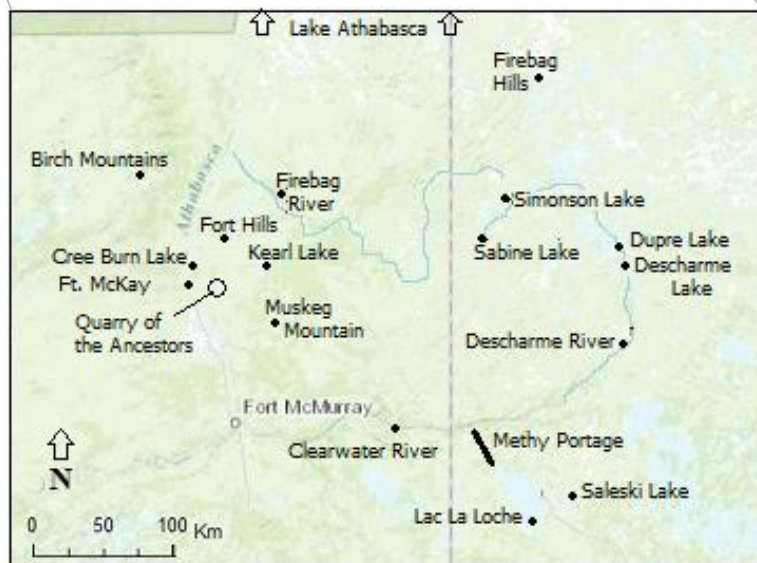 Lake Athabasca
Firebag
Hills
Birch Mountains
Athabasca
Firebag
River
Simonson Lake
Fort Hills
Cree Burn Lake
Kearl Lake
Sabine Lake
Dupre Lake
Descharme
Lake
Ft. McKay
Quarry of
the Ancestors
Muskeg
Mountain
Descharme River
Fort McMurray
Clearwater River
Methy Portage
N
Saleski Lake
Lac La Loche
0 50 100 Km